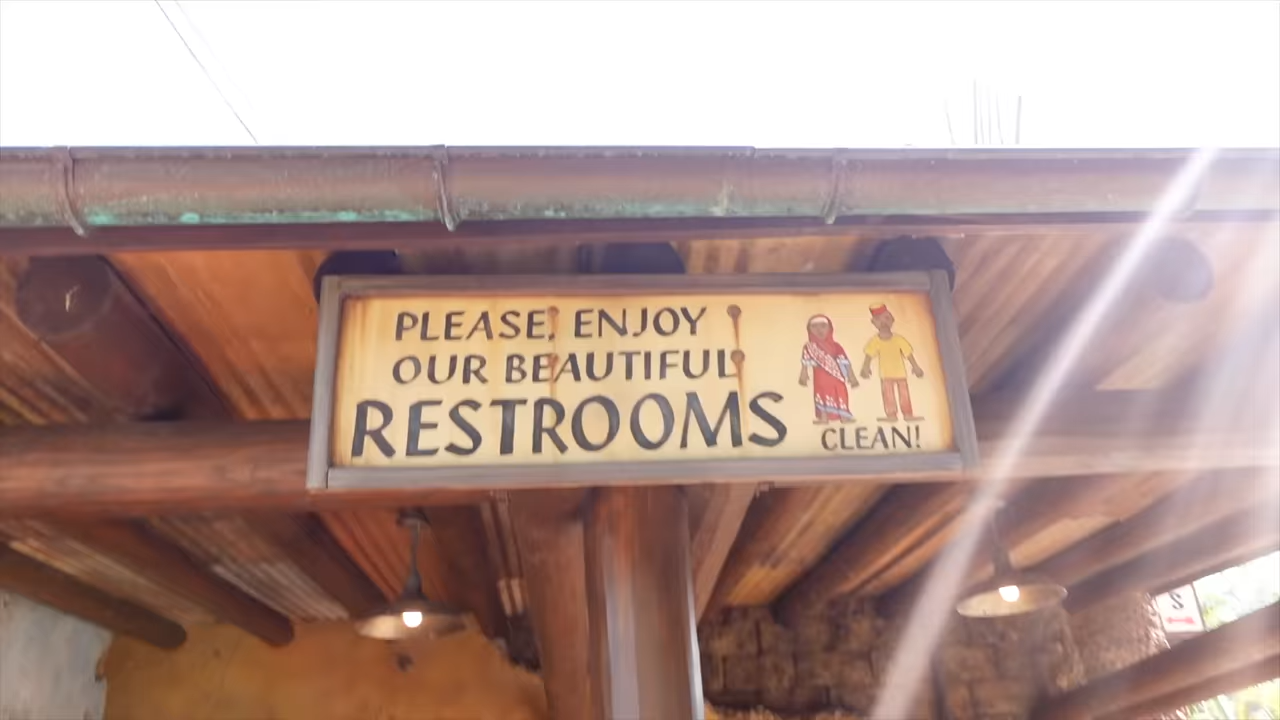 PLEASE, ENJOY
OUR BEAUTIFUL
RESTROOMS
CLEAN!
S